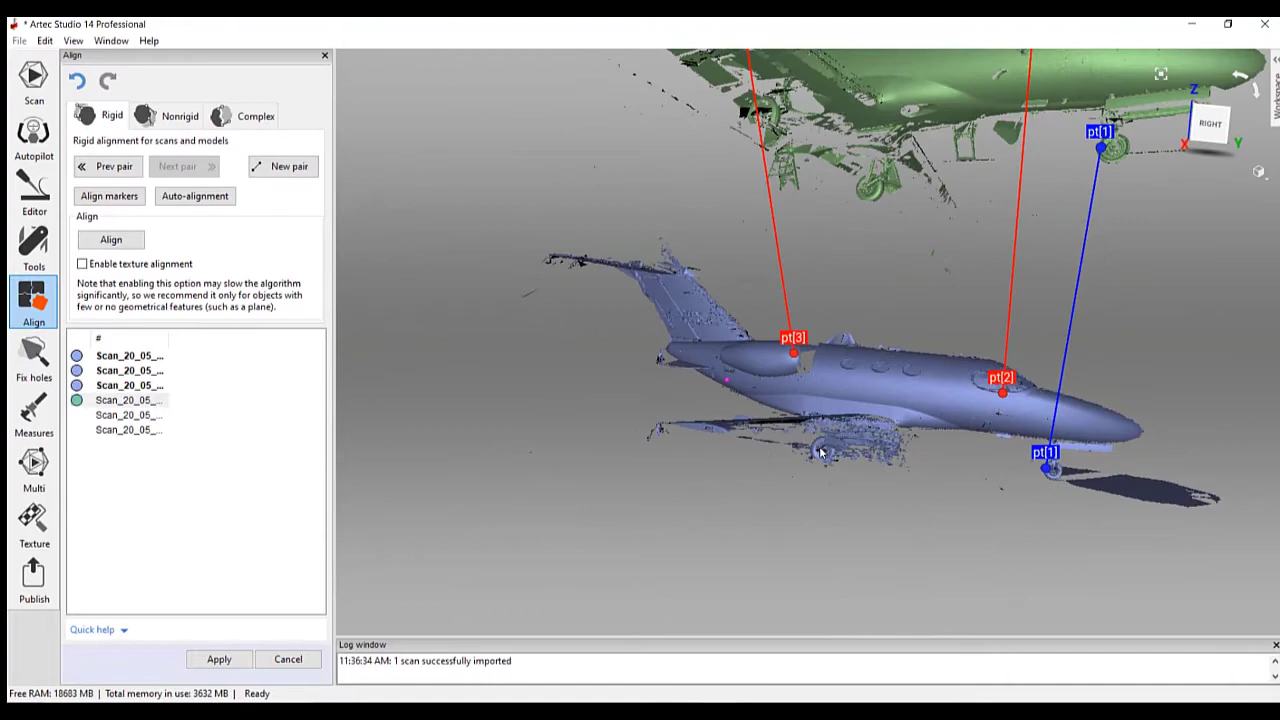 * Artec Studio 14 Professional
File Edit View Window Help
Align
Scan
Autopilot
Editor
Tools
Align
Fix holes
Measures
Multi
Texture
Publish
Rigid Nonrigid Complex
Rigid alignment for scans and models
Prev pair Next pair New pair
Align markers Auto-alignment
Align
Align
Enable texture alignment
Note that enabling this option may slow the algorithm
significantly, so we recommend it only for objects with
few or no geometrical features (such as a plane).
#
Scan_20_05_...
Scan_20_05_...
Scan_20_05_...
Scan_20_05_...
Scan_20_05_...
Scan_20_05_...
Quick help
Apply Cancel
pt[1]
Z
RIGHT
X
Y
Workspace
pt[3]
pt[2]
pt[1]
Log window
11:36:34 AM: 1 scan successfully imported
Free RAM: 18683 MB | Total memory in use: 3632 MB | Ready